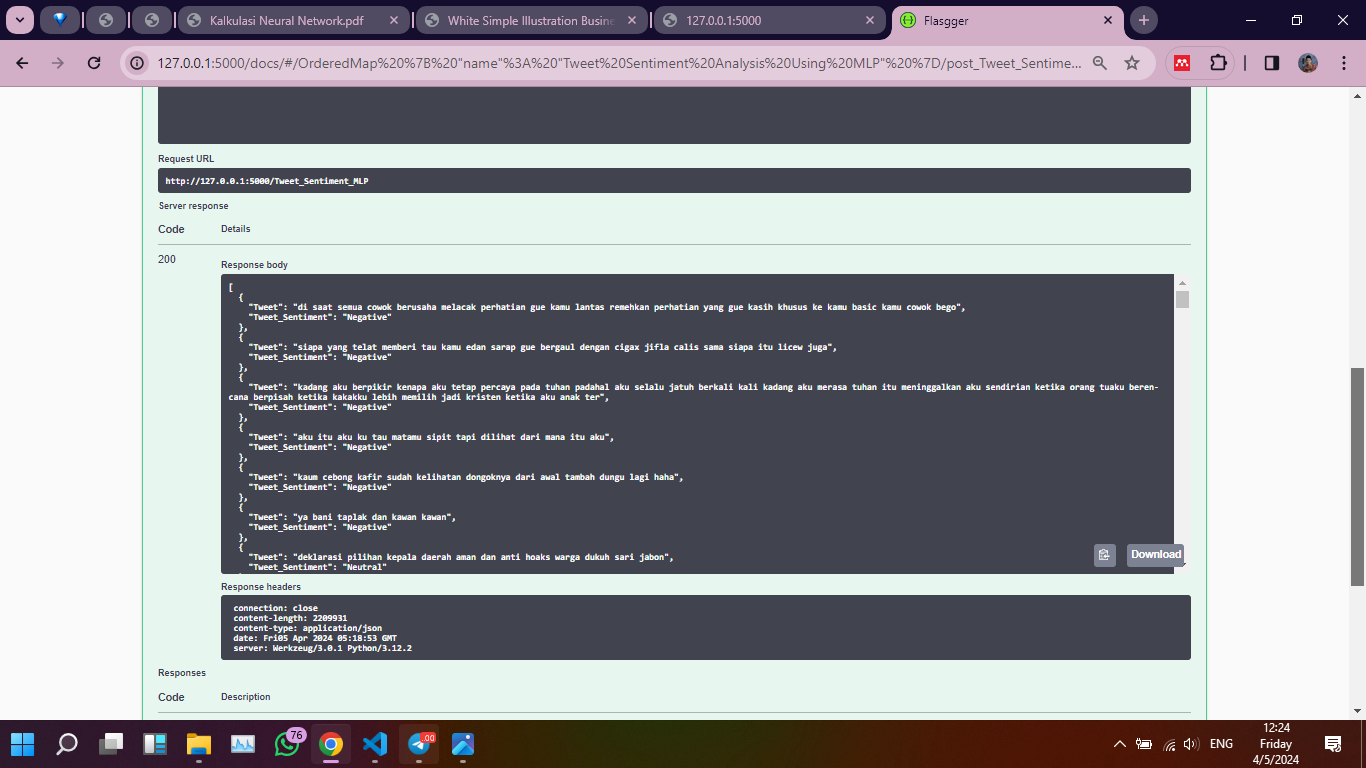 Kalkulasi Neural Network.pdf
White Simple Illustration Busine
127.0.0.1:5000
Flasgger
127.0.0.1:5000/docs/#/OrderedMap%20%7B%20"name"%3A%20"Tweet%20Sentiment%20Analysis%20Using%20MLP"%20%7D/post_Tweet_Sentime...
Request URL
http://127.0.0.1:5000/Tweet_Sentiment_MLP
Server response
Code Details
200
Response body
[
{
"Tweet": "di saat semua cowok berusaha melacak perhatian gue kamu lantas remehkan perhatian yang gue kasih khusus ke kamu basic kamu cowok bego",
"Tweet_Sentiment": "Negative"
},
{
"Tweet": "siapa yang telat memberi tau kamu edan sarap gue bergaul dengan cigax jifla calis sama siapa itu licew juga",
"Tweet_Sentiment": "Negative"
},
{
"Tweet": "kadang aku berpikir kenapa aku tetap percaya pada tuhan padahal aku selalu jatuh berkali kali kadang aku merasa tuhan itu meninggalkan aku sendirian ketika orang tuaku beren-
cana berpisah ketika kakakku lebih memilih jadi kristen ketika aku anak ter",
"Tweet_Sentiment": "Negative"
},
{
"Tweet": "aku itu aku ku tau matamu sipit tapi dilihat dari mana itu aku",
"Tweet_Sentiment": "Negative"
},
{
"Tweet": "kaum cebong kafir sudah kelihatan dongoknya dari awal tambah dungu lagi haha",
"Tweet_Sentiment": "Negative"
},
{
"Tweet": "ya bani taplak dan kawan kawan",
"Tweet_Sentiment": "Negative"
},
{
"Tweet": "deklarasi pilihan kepala daerah aman dan anti hoaks warga dukuh sari jabon",
"Tweet_Sentiment": "Neutral"
Download
Response headers
connection: close
content-length: 2209931
content-type: application/json
date: Fri05 Apr 2024 05:18:53 GMT
server: Werkzeug/3.0.1 Python/3.12.2
Responses
Code Description
76
ENG
12:24
Friday
4/5/2024